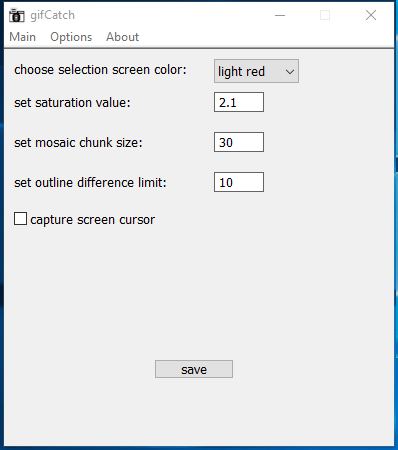 gifCatch
Main Options About
choose selection screen color: light red
set saturation value: 2.1
set mosaic chunk size: 30
set outline difference limit: 10
capture screen cursor
save